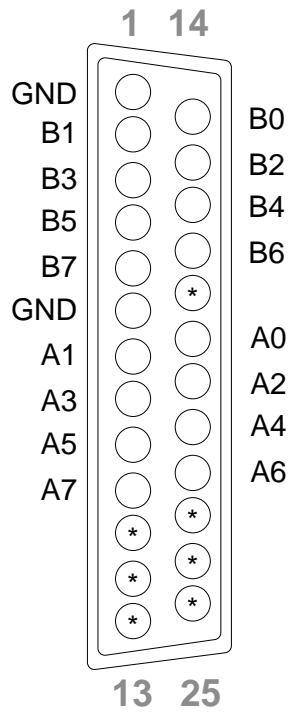 1 14
GND
B0
B1
B2
B3
B4
B5
B6
B7
*
GND
A0
A1
A2
A3
A4
A5
A6
A7
*
*
*
*
*
*
13 25